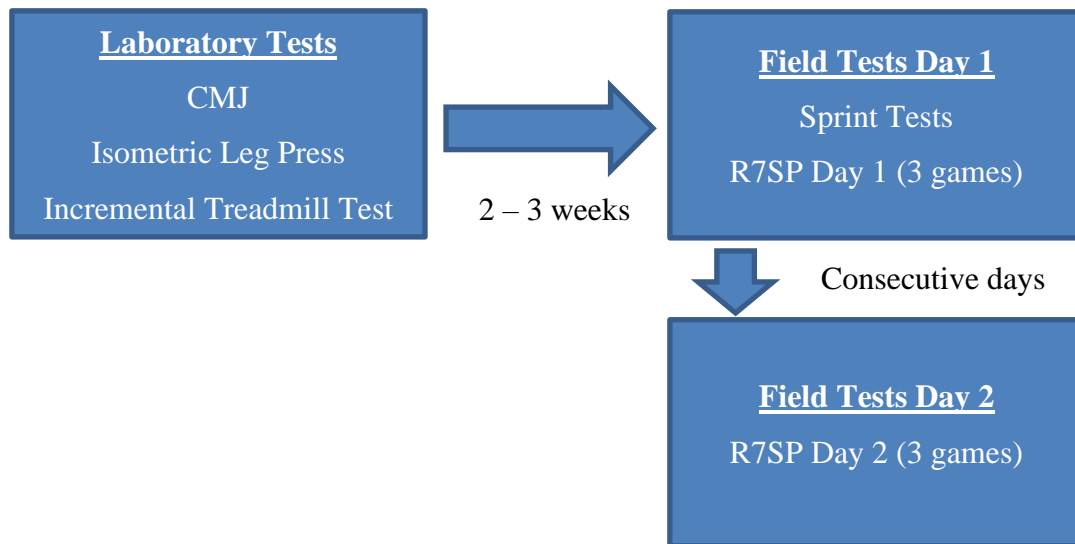 Laboratory Tests
CMJ
Isometric Leg Press
Incremental Treadmill Test
2 – 3 weeks
Field Tests Day 1
Sprint Tests
R7SP Day 1 (3 games)
Consecutive days
Field Tests Day 2
R7SP Day 2 (3 games)